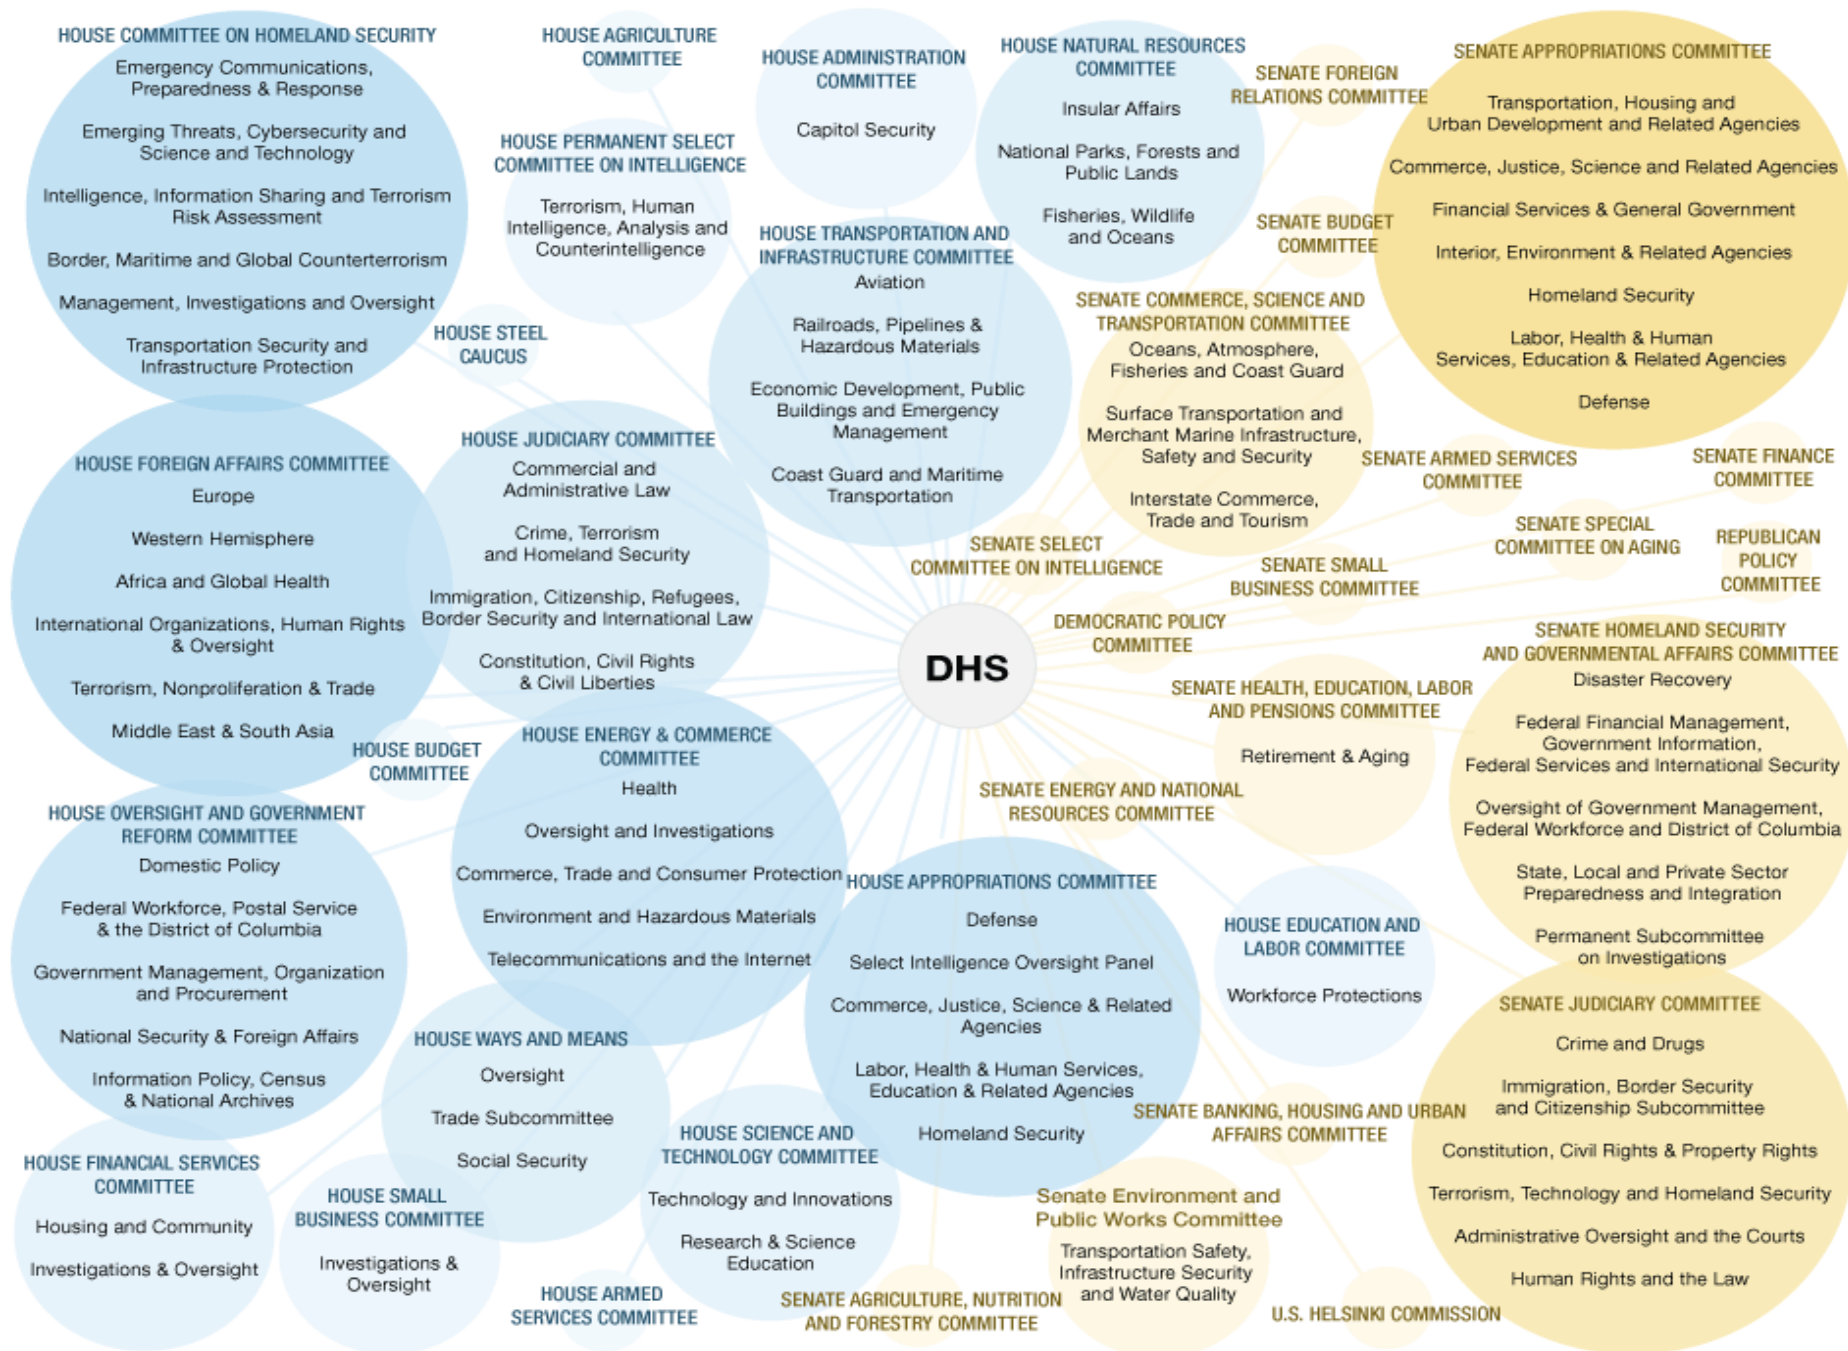 HOUSE COMMITTEE ON HOMELAND SECURITY
Emergency Communications,
Preparedness & Response
Emerging Threats, Cybersecurity and
Science and Technology
Intelligence, Information Sharing and Terrorism
Risk Assessment
Border, Maritime and Global Counterterrorism
Management, Investigations and Oversight
Transportation Security and
Infrastructure Protection
HOUSE AGRICULTURE
COMMITTEE
HOUSE PERMANENT SELECT
COMMITTEE ON INTELLIGENCE
Terrorism, Human
Intelligence, Analysis and
Counterintelligence
HOUSE ADMINISTRATION
COMMITTEE
Capitol Security
HOUSE NATURAL RESOURCES
COMMITTEE
Insular Affairs
National Parks, Forests and
Public Lands
Fisheries, Wildlife
and Oceans
SENATE FOREIGN
RELATIONS COMMITTEE
SENATE APPROPRIATIONS COMMITTEE
Transportation, Housing and
Urban Development and Related Agencies
Commerce, Justice, Science and Related Agencies
Financial Services & General Government
Interior, Environment & Related Agencies
Homeland Security
Labor, Health & Human
Services, Education & Related Agencies
Defense
SENATE BUDGET
COMMITTEE
HOUSE TRANSPORTATION AND
INFRASTRUCTURE COMMITTEE
Aviation
Railroads, Pipelines &
Hazardous Materials
Economic Development, Public
Buildings and Emergency
Management
Coast Guard and Maritime
Transportation
SENATE COMMERCE, SCIENCE AND
TRANSPORTATION COMMITTEE
Oceans, Atmosphere,
Fisheries and Coast Guard
Surface Transportation and
Merchant Marine Infrastructure,
Safety and Security
Interstate Commerce,
Trade and Tourism
HOUSE STEEL
CAUCUS
HOUSE JUDICIARY COMMITTEE
Commercial and
Administrative Law
Crime, Terrorism
and Homeland Security
Immigration, Citizenship, Refugees,
Border Security and International Law
Constitution, Civil Rights
& Civil Liberties
HOUSE FOREIGN AFFAIRS COMMITTEE
Europe
Western Hemisphere
Africa and Global Health
International Organizations, Human Rights
& Oversight
Terrorism, Nonproliferation & Trade
Middle East & South Asia
SENATE ARMED SERVICES
COMMITTEE
SENATE FINANCE
COMMITTEE
SENATE SELECT
COMMITTEE ON INTELLIGENCE
SENATE SMALL
BUSINESS COMMITTEE
SENATE SPECIAL
COMMITTEE ON AGING
REPUBLICAN
POLICY
COMMITTEE
DEMOCRATIC POLICY
COMMITTEE
DHS
SENATE HOMELAND SECURITY
AND GOVERNMENTAL AFFAIRS COMMITTEE
Disaster Recovery
Federal Financial Management,
Government Information,
Federal Services and International Security
Oversight of Government Management,
Federal Workforce and District of Columbia
State, Local and Private Sector
Preparedness and Integration
Permanent Subcommittee
on Investigations
SENATE HEALTH, EDUCATION, LABOR
AND PENSIONS COMMITTEE
Retirement & Aging
HOUSE BUDGET
COMMITTEE
HOUSE ENERGY & COMMERCE
COMMITTEE
Health
Oversight and Investigations
Commerce, Trade and Consumer Protection
Environment and Hazardous Materials
Telecommunications and the Internet
SENATE ENERGY AND NATIONAL
RESOURCES COMMITTEE
HOUSE OVERSIGHT AND GOVERNMENT
REFORM COMMITTEE
Domestic Policy
Federal Workforce, Postal Service
& the District of Columbia
Government Management, Organization
and Procurement
National Security & Foreign Affairs
Information Policy, Census
& National Archives
HOUSE APPROPRIATIONS COMMITTEE
Defense
Select Intelligence Oversight Panel
Commerce, Justice, Science & Related
Agencies
Labor, Health & Human Services,
Education & Related Agencies
Homeland Security
HOUSE EDUCATION AND
LABOR COMMITTEE
Workforce Protections
SENATE JUDICIARY COMMITTEE
Crime and Drugs
Immigration, Border Security
and Citizenship Subcommittee
Constitution, Civil Rights & Property Rights
Terrorism, Technology and Homeland Security
Administrative Oversight and the Courts
Human Rights and the Law
HOUSE WAYS AND MEANS
Oversight
Trade Subcommittee
Social Security
HOUSE SCIENCE AND
TECHNOLOGY COMMITTEE
Technology and Innovations
Research & Science
Education
SENATE BANKING, HOUSING AND URBAN
AFFAIRS COMMITTEE
HOUSE FINANCIAL SERVICES
COMMITTEE
Housing and Community
Investigations & Oversight
HOUSE SMALL
BUSINESS COMMITTEE
Investigations &
Oversight
Senate Environment and
Public Works Committee
Transportation Safety,
Infrastructure Security
and Water Quality
HOUSE ARMED
SERVICES COMMITTEE
SENATE AGRICULTURE, NUTRITION
AND FORESTRY COMMITTEE
U.S. HELSINKI COMMISSION